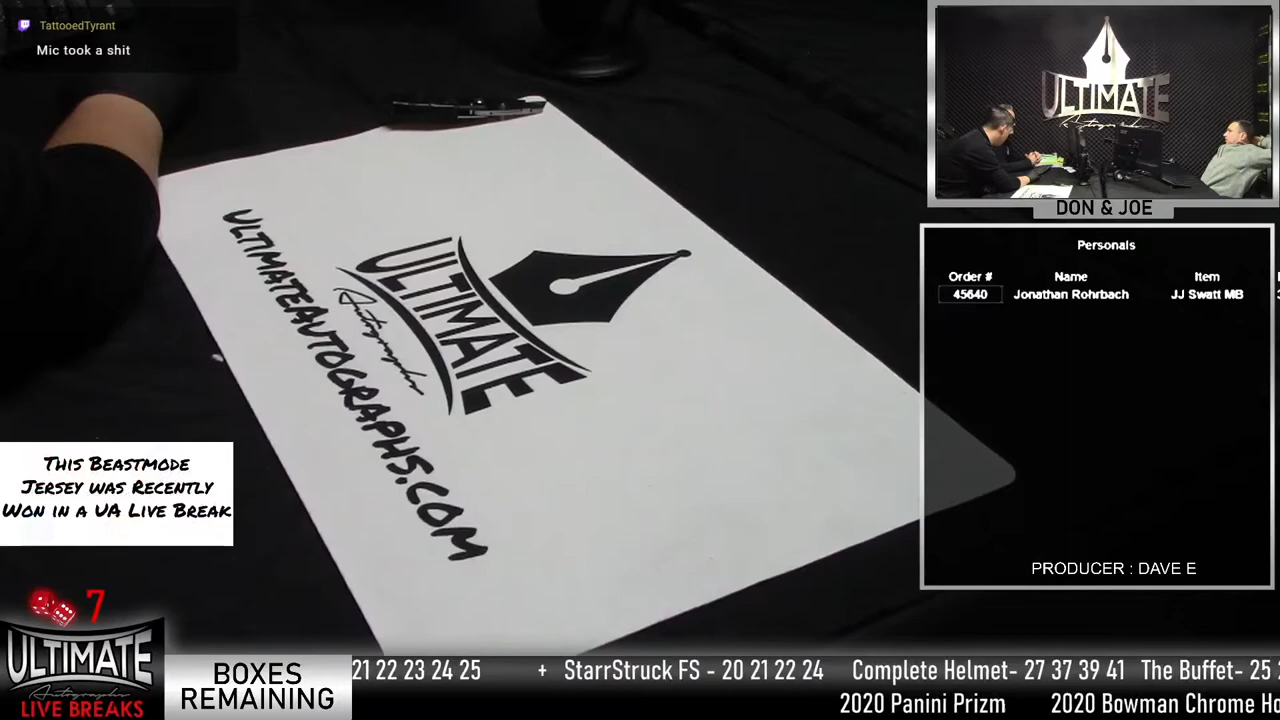 TattooedTyrant
Mic took a shit
ULTIMATE
Autographs
DON & JOE
Personals
Order # Name Item
45640 Jonathan Rohrbach JJ Swatt MB
ULTIMATE
Autographs
ULTIMATEAUTOGRAPHS.COM
This Beastmode
Jersey was Recently
Won in a UA Live Break
PRODUCER : DAVE E
7
ULTIMATE
Autographs
LIVE BREAKS
BOXES
REMAINING
21 22 23 24 25 + StarrStruck FS - 20 21 22 24 Complete Helmet- 27 37 39 41 The Buffet- 25
2020 Panini Prizm 2020 Bowman Chrome